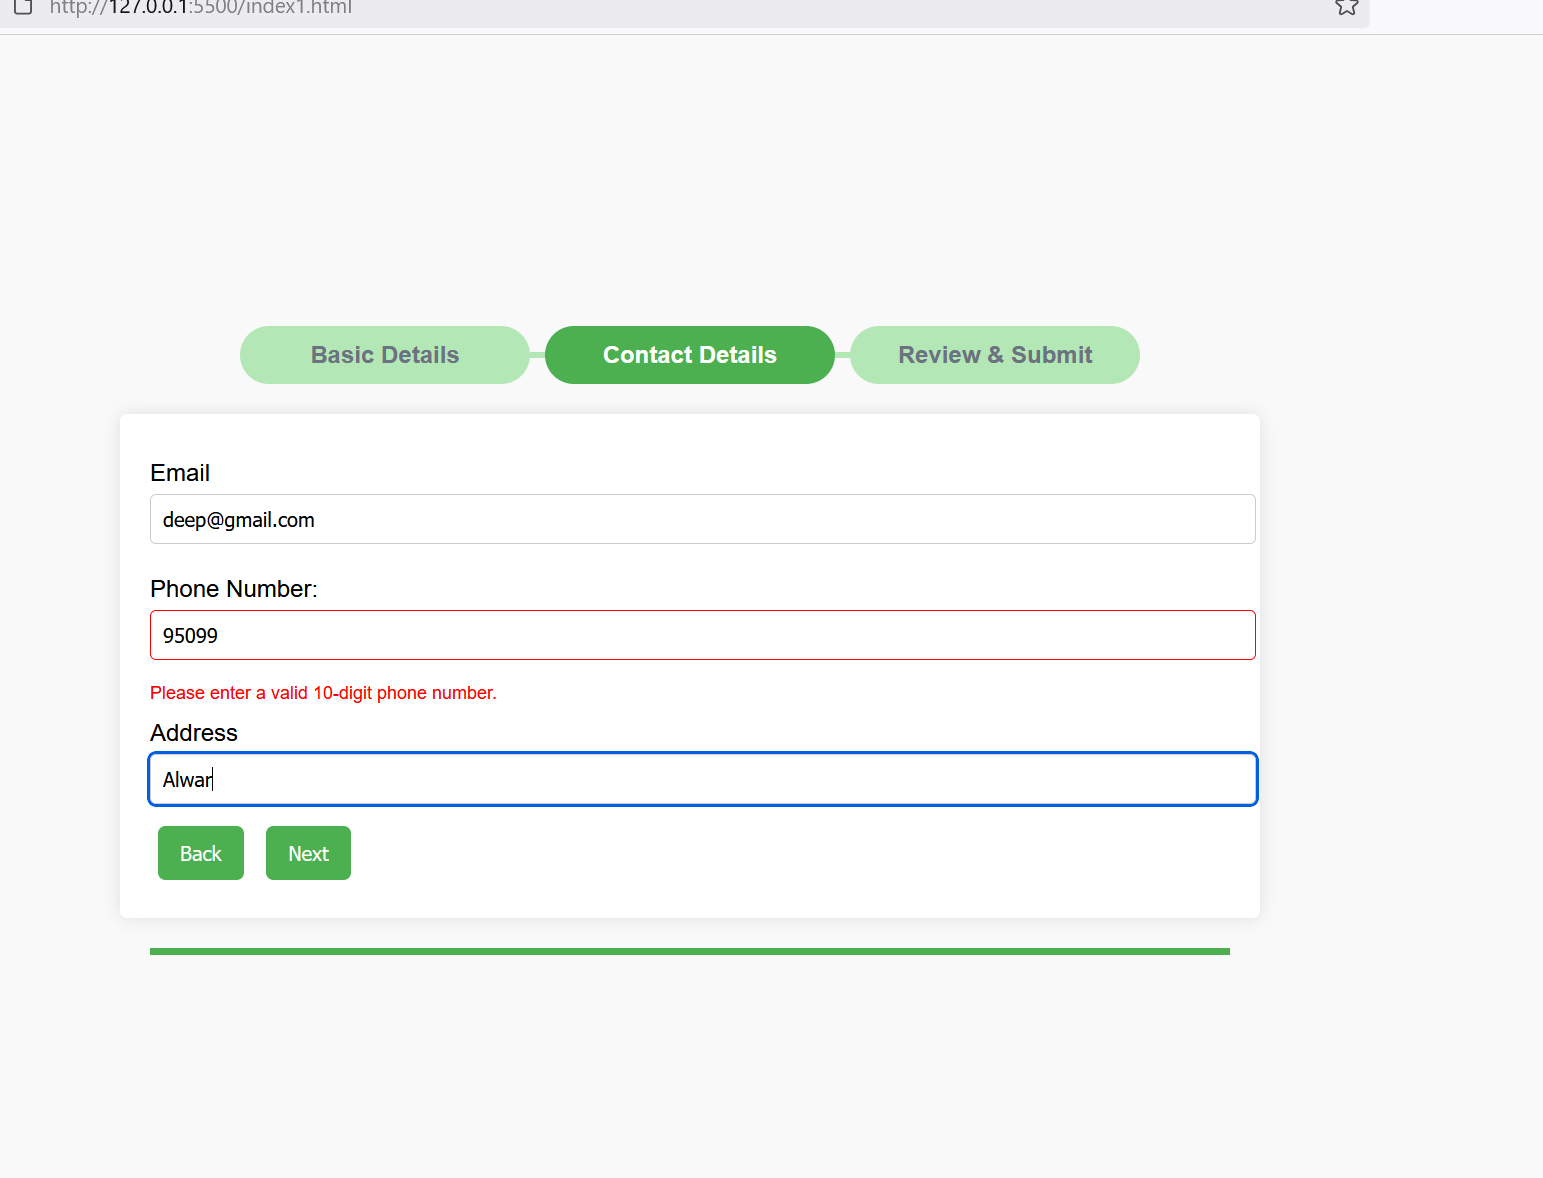 http://127.0.0.1:5500/index1.html
Basic Details Contact Details Review & Submit
Email
deep@gmail.com
Phone Number:
95099
Please enter a valid 10-digit phone number.
Address
Alwar
Back Next